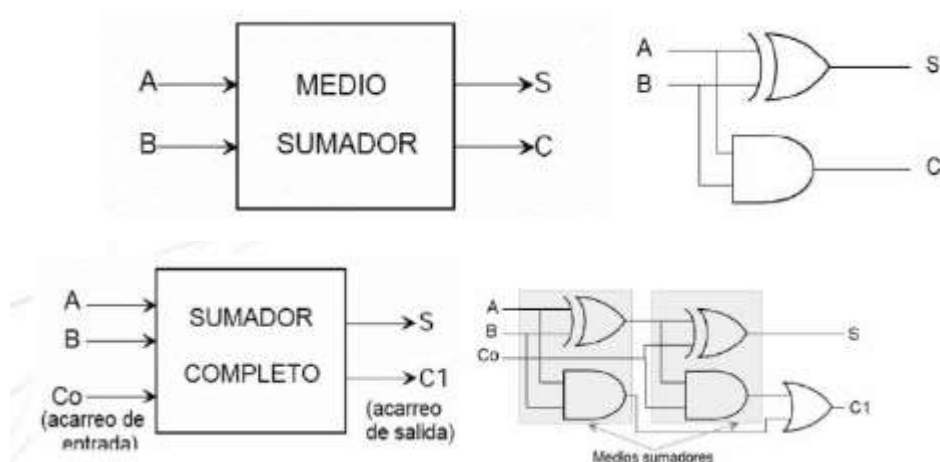 A
B
MEDIO
SUMADOR
S
C
A
B
S
C
A
B
Co
(acarreo de
entrada)
SUMADOR
COMPLETO
S
C1
(acarreo
de salida)
A
B
Co
S
C1
Medios sumadores